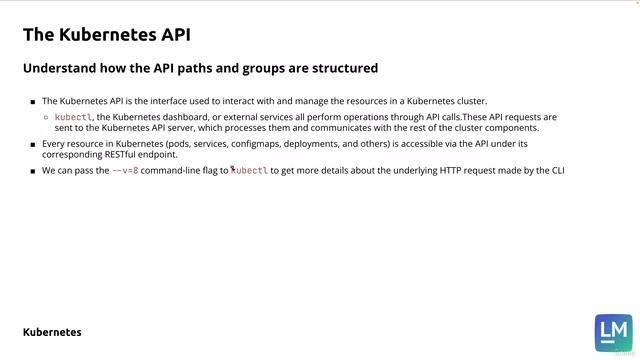 The Kubernetes API
Understand how the API paths and groups are structured
The Kubernetes API is the interface used to interact with and manage the resources in a Kubernetes cluster.
kubectl, the Kubernetes dashboard, or external services all perform operations through API calls.These API requests are
sent to the Kubernetes API server, which processes them and communicates with the rest of the cluster components.
Every resource in Kubernetes (pods, services, configmaps, deployments, and others) is accessible via the API under its
corresponding RESTful endpoint.
We can pass the --v=8 command-line flag to kubectl to get more details about the underlying HTTP request made by the CLI
Kubernetes
LM